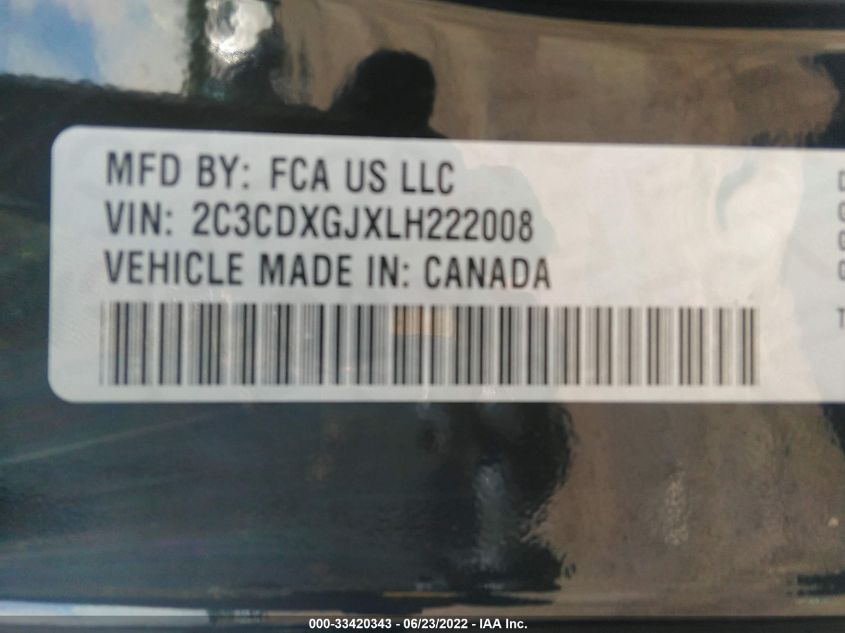 MFD BY: FCA US LLC
VIN: 2C3CDXGJXLH222008
VEHICLE MADE IN: CANADA
T
000-33420343 - 06/23/2022 - IAA Inc.